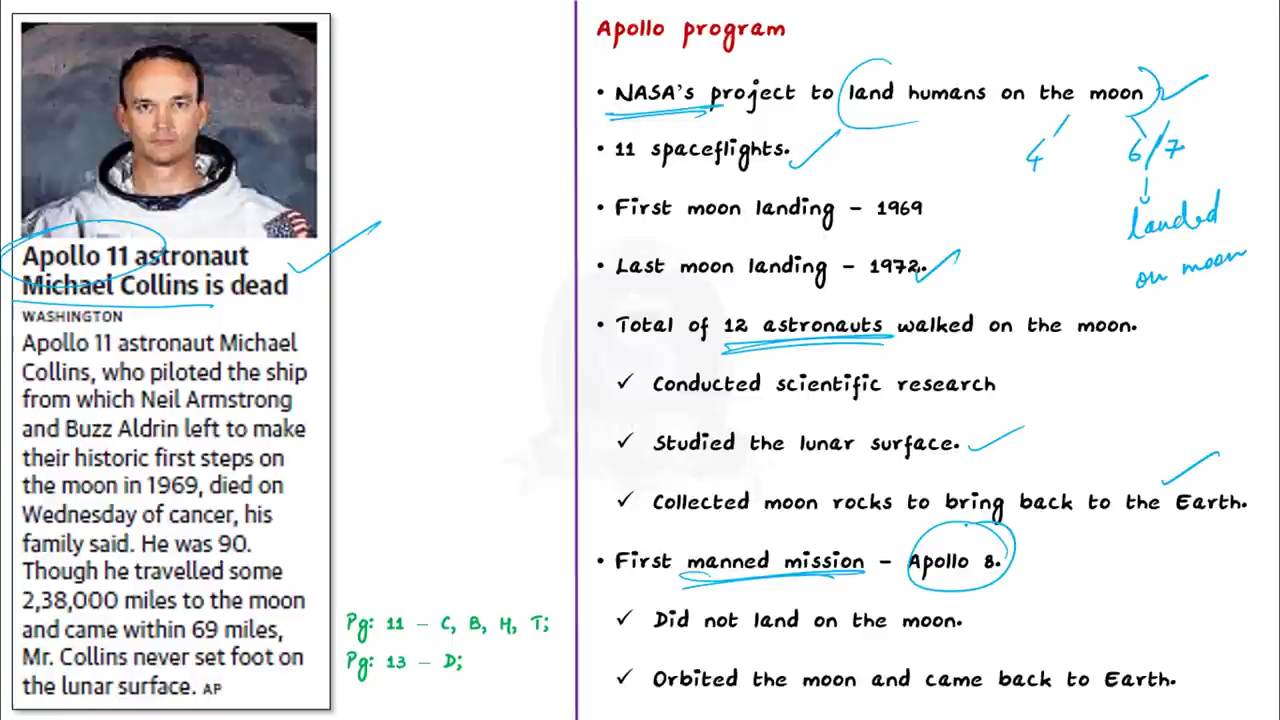 Apollo 11 astronaut
Michael Collins is dead
WASHINGTON
Apollo 11 astronaut Michael
Collins, who piloted the ship
from which Neil Armstrong
and Buzz Aldrin left to make
their historic first steps on
the moon in 1969, died on
Wednesday of cancer, his
family said. He was 90.
Though he travelled some
2,38,000 miles to the moon
and came within 69 miles,
Mr. Collins never set foot on
the lunar surface. AP
Pg: 11 – C, B, H, T;
Pg: 13 – D;
Apollo program
• NASA's project to land humans on the moon
4 6/7
landed
on moon
• 11 spaceflights.
• First moon landing – 1969
• Last moon landing – 1972.
• Total of 12 astronauts walked on the moon.
✓ Conducted scientific research
✓ Studied the lunar surface.
✓ Collected moon rocks to bring back to the Earth.
• First manned mission – Apollo 8.
✓ Did not land on the moon.
✓ Orbited the moon and came back to Earth.